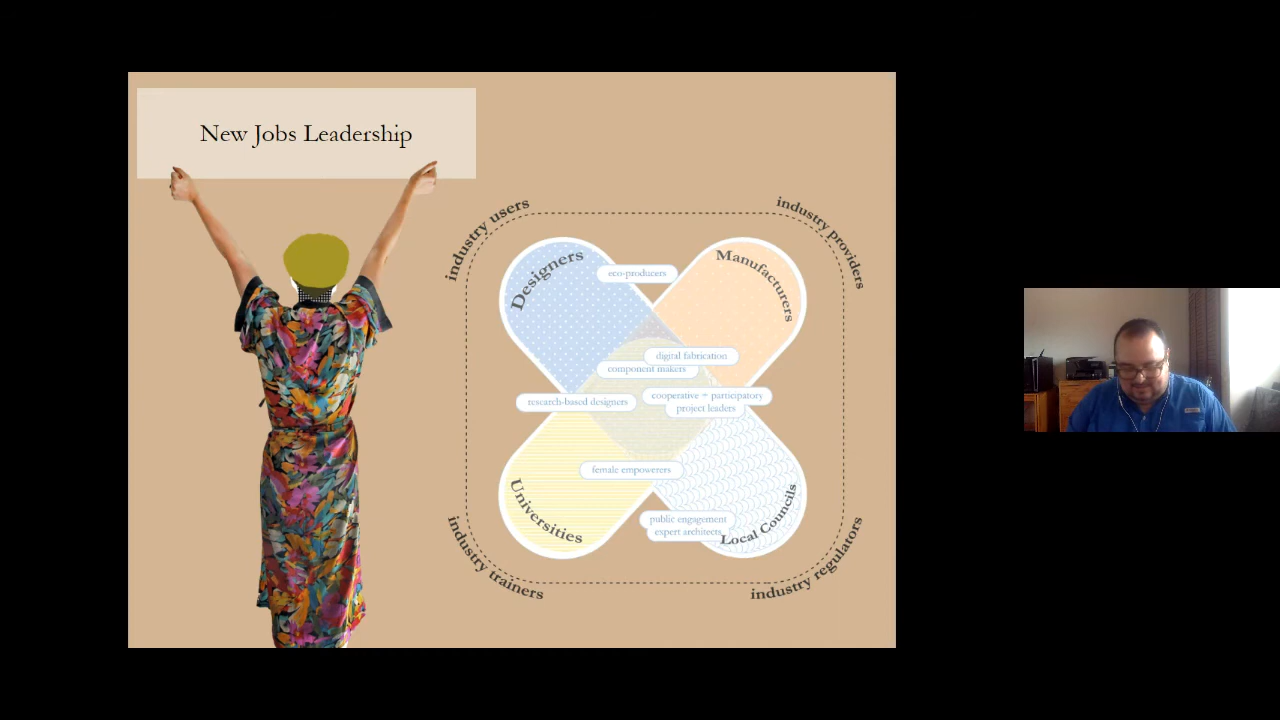 New Jobs Leadership
industry users
industry providers
Designers
Manufacturers
eco-producers
digital fabrication
component makers
research-based designers
cooperative + participatory
project leaders
female empowerers
Universities
public engagement
expert architects
Local Councils
industry trainers
industry regulators